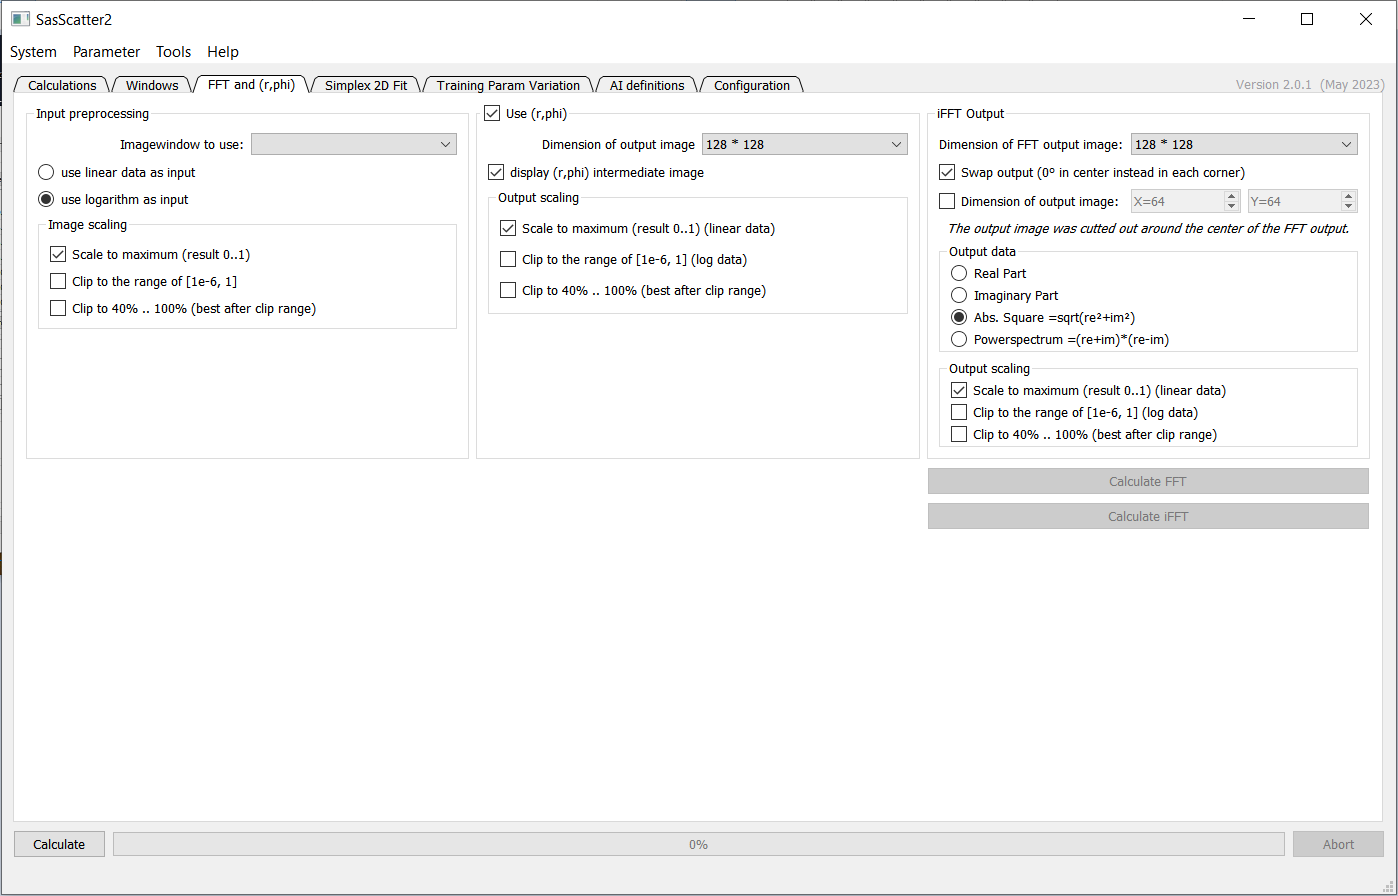 SasScatter2
System Parameter Tools Help
Calculations Windows FFT and (r,phi) Simplex 2D Fit Training Param Variation AI definitions Configuration Version 2.0.1 (May 2023)
Input preprocessing
Imagewindow to use:
use linear data as input
use logarithm as input
Image scaling
Scale to maximum (result 0..1)
Clip to the range of [1e-6, 1]
Clip to 40% .. 100% (best after clip range)
Use (r,phi)
Dimension of output image 128 * 128
display (r,phi) intermediate image
Output scaling
Scale to maximum (result 0..1) (linear data)
Clip to the range of [1e-6, 1] (log data)
Clip to 40% .. 100% (best after clip range)
iFFT Output
Dimension of FFT output image: 128 * 128
Swap output (0° in center instead in each corner)
Dimension of output image: X=64 Y=64
The output image was cutted out around the center of the FFT output.
Output data
Real Part
Imaginary Part
Abs. Square =sqrt(re²+im²)
Powerspectrum =(re+im)*(re-im)
Output scaling
Scale to maximum (result 0..1) (linear data)
Clip to the range of [1e-6, 1] (log data)
Clip to 40% .. 100% (best after clip range)
Calculate FFT
Calculate iFFT
Calculate 0% Abort